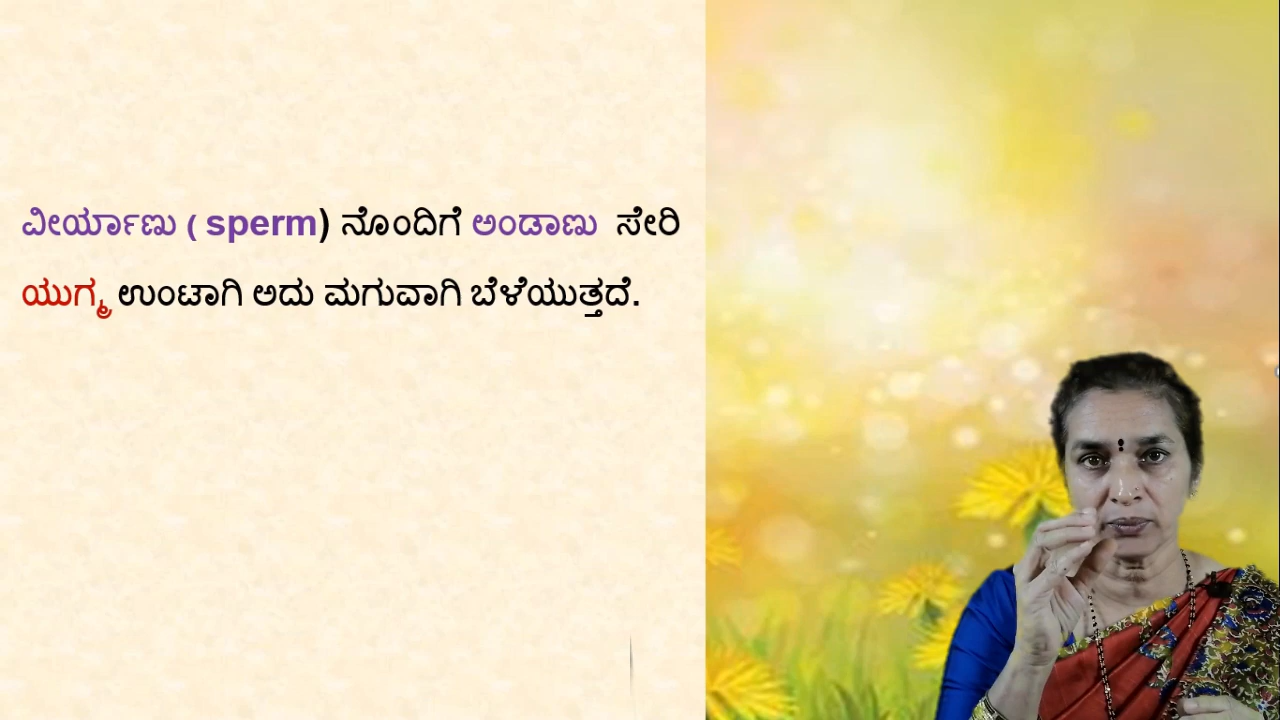 ವೀರ್ಯಾಣು ( sperm) ನೊಂದಿಗೆ ಅಂಡಾಣು ಸೇರಿ
ಯುಗ್ಮ ಉಂಟಾಗಿ ಅದು ಮಗುವಾಗಿ ಬೆಳೆಯುತ್ತದೆ.